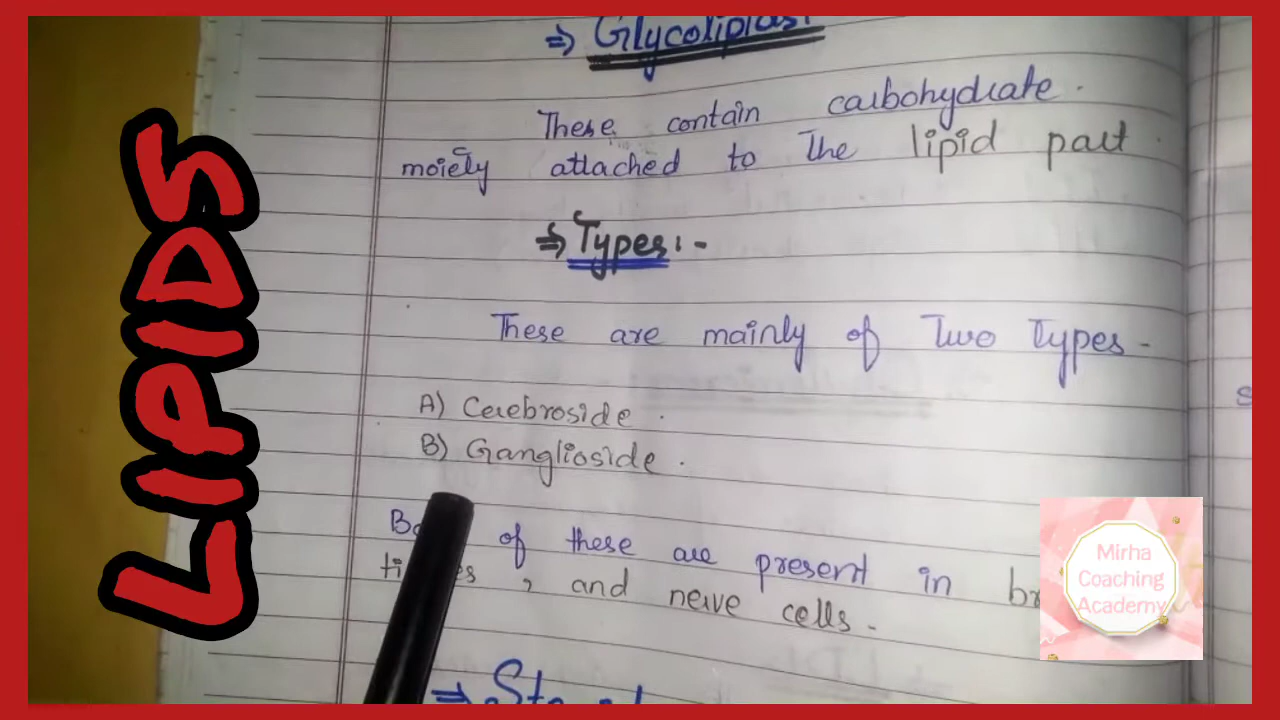 LIPIDS
⇒ Glycolipids:
These contain carbohydrate.
moiety attached to the lipid part
⇒ Types:-
These are mainly of Two Types-
A) Cerebroside.
B) Ganglioside.
of these are present in
, and nerve cells.
⇒
Mirha
Coaching
Academy